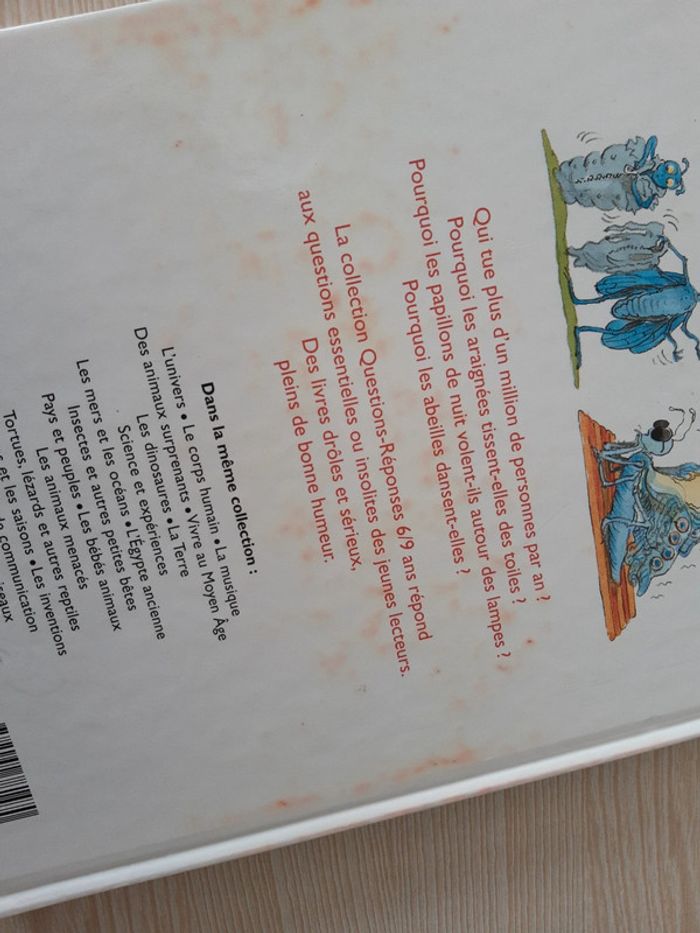 Qui tue plus d'un million de personnes par an ?
Pourquoi les araignées tissent-elles des toiles ?
Pourquoi les papillons de nuit volent-ils autour des lampes ?
Pourquoi les abeilles dansent-elles ?
La collection Questions-Réponses 6/9 ans répond
aux questions essentielles ou insolites des jeunes lecteurs.
Des livres drôles et sérieux,
pleins de bonne humeur.
Dans la même collection :
L'univers • Le corps humain • La musique
Des animaux surprenants • Vivre au Moyen Âge
Les dinosaures • La Terre
Science et expériences
Les mers et les océans • L'Égypte ancienne
Insectes et autres petites bêtes
Pays et peuples • Les bébés animaux
Les animaux menacés
Tortues, lézards et autres reptiles
et les saisons • Les inventions
communication